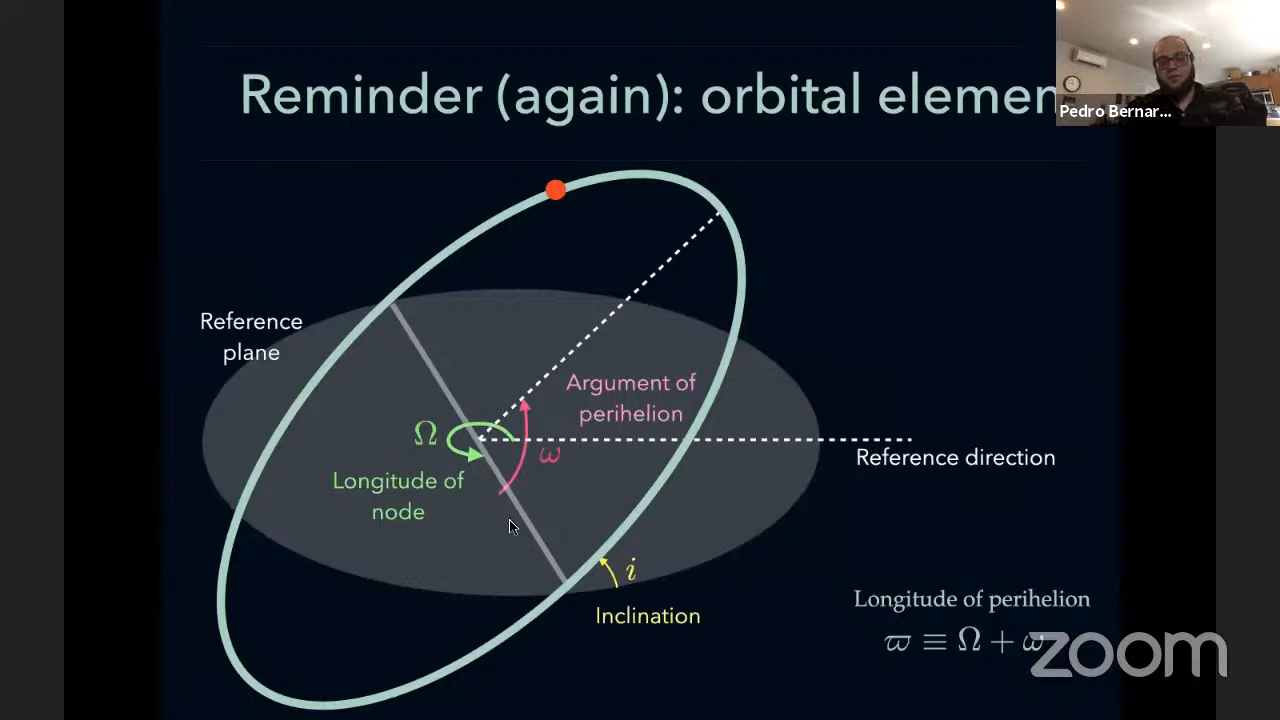 Reminder (again): orbital elemen
Pedro Bernar...
Reference
plane
Argument of
perihelion
Ω
ω
Reference direction
Longitude of
node
i
Inclination
Longitude of perihelion
ϖ ≡ Ω + ω
zoom